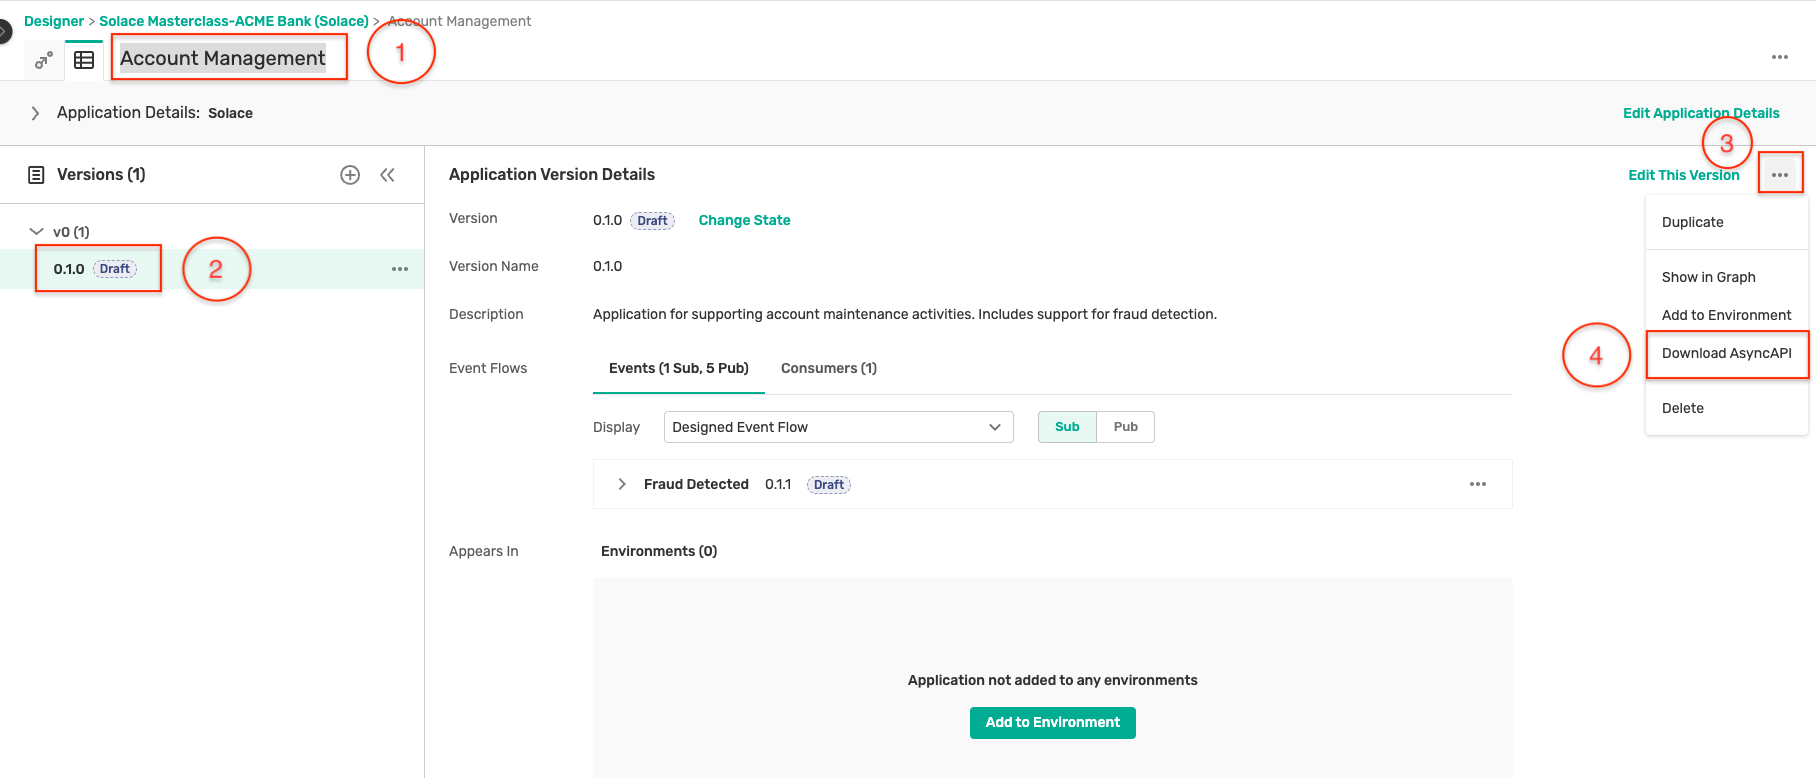 Designer > Solace Masterclass-ACME Bank (Solace) > Account Management
Account Management
1
Application Details: Solace
Edit Application Details
3
Versions (1)
Application Version Details
Edit This Version
v0 (1)
0.1.0 Draft
2
Version
0.1.0 Draft Change State
Version Name
0.1.0
Description
Application for supporting account maintenance activities. Includes support for fraud detection.
Event Flows
Events (1 Sub, 5 Pub)
Consumers (1)
Display
Designed Event Flow
Sub
Pub
Fraud Detected 0.1.1 Draft
Appears In
Environments (0)
Application not added to any environments
Add to Environment
Duplicate
Show in Graph
Add to Environment
4
Download AsyncAPI
Delete